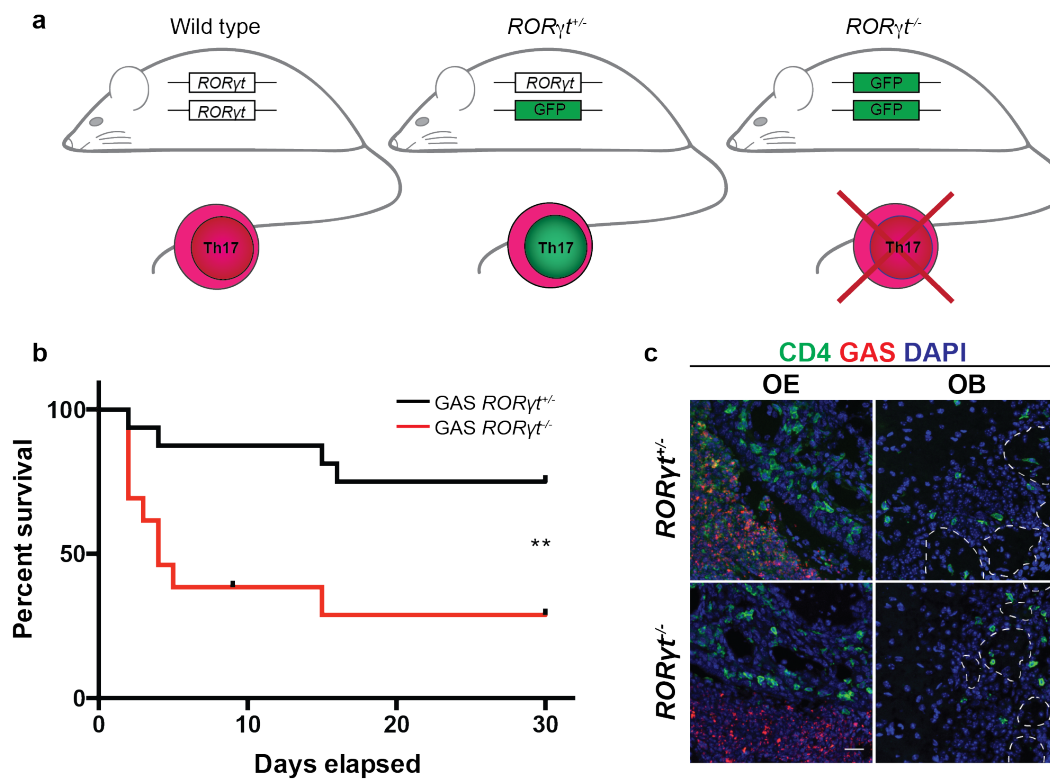 a
Wild type
RORγt+/-
RORγt-/-
RORγt
RORγt
RORγt
GFP
GFP
GFP
Th17
Th17
Th17
b
100
50
0
0
10
20
30
Percent survival
Days elapsed
GAS RORγt+/-
GAS RORγt-/-
**
c
CD4 GAS DAPI
OE
OB
RORγt+/-
RORγt-/-